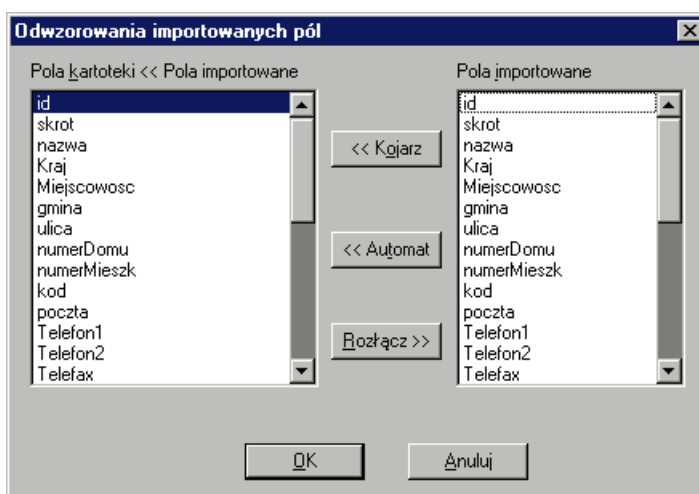 Odwzorowania importowanych pól
Pola kartoteki << Pola importowane
id
skrot
nazwa
Kraj
Miejscowosc
gmina
ulica
numerDomu
numerMieszk
kod
poczta
Telefon1
Telefon2
Telefax
<< Kojarz
<< Automat
Rozłącz >>
Pola importowane
id
skrot
nazwa
Kraj
Miejscowosc
gmina
ulica
numerDomu
numerMieszk
kod
poczta
Telefon1
Telefon2
Telefax
OK
Anuluj